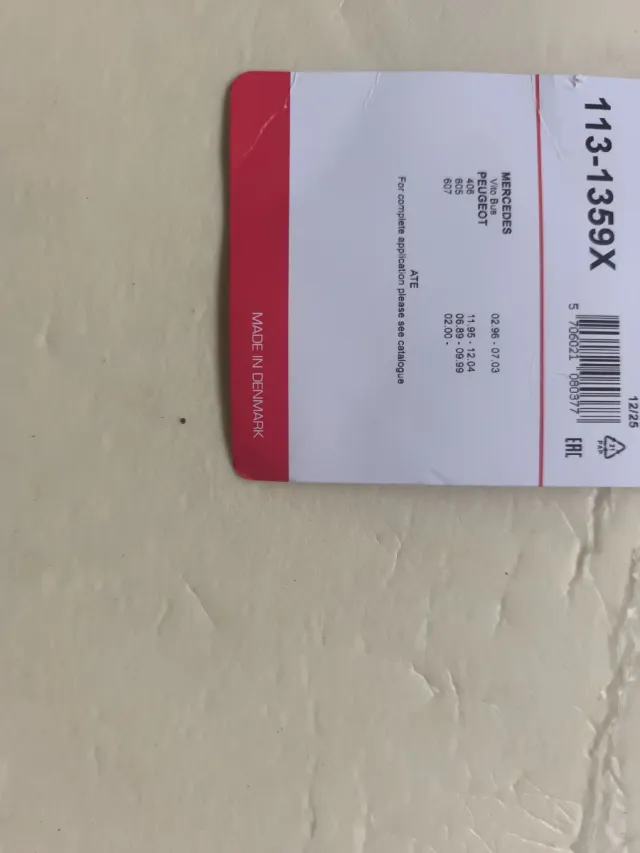 12/25
113-1359X
5 706021 080377
21
PAP
EAC
MERCEDES
Vito Bus 02.96 - 07.03
PEUGEOT
406 11.95 - 12.04
605 06.89 - 09.99
607 02.00 -
ATE
For complete application please see catalogue
MADE IN DENMARK